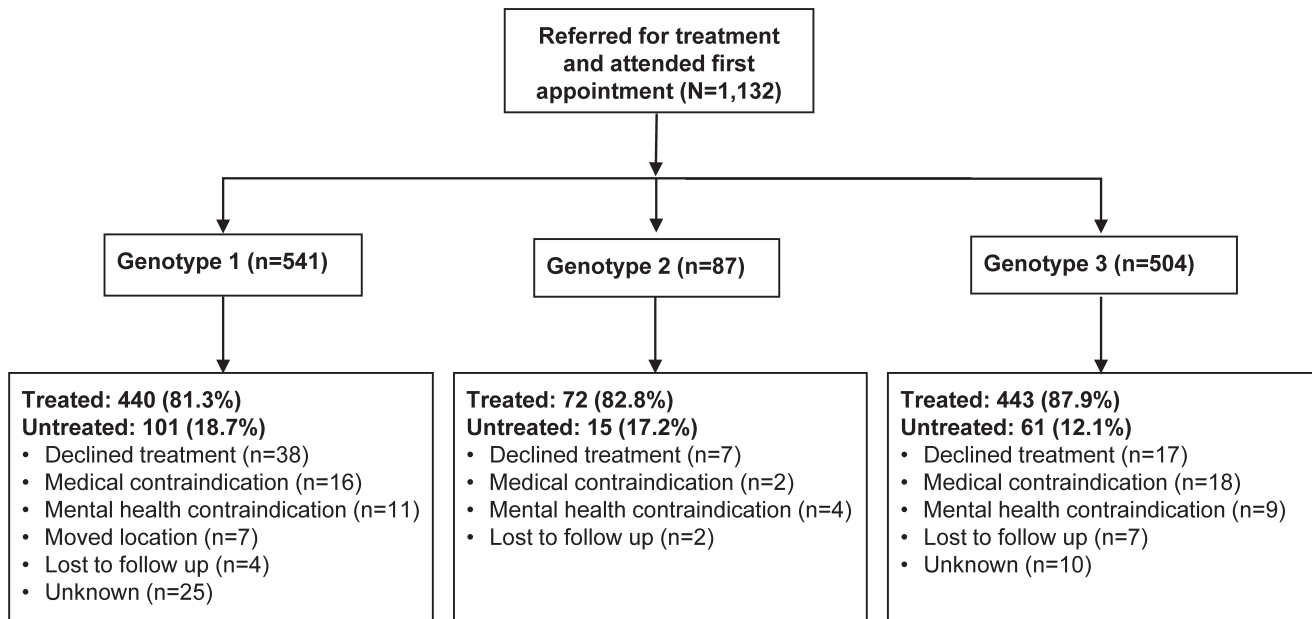 Referred for treatment
and attended first
appointment (N=1,132)
Genotype 1 (n=541)
Genotype 2 (n=87)
Genotype 3 (n=504)
Treated: 440 (81.3%)
Untreated: 101 (18.7%)
• Declined treatment (n=38)
• Medical contraindication (n=16)
• Mental health contraindication (n=11)
• Moved location (n=7)
• Lost to follow up (n=4)
• Unknown (n=25)
Treated: 72 (82.8%)
Untreated: 15 (17.2%)
• Declined treatment (n=7)
• Medical contraindication (n=2)
• Mental health contraindication (n=4)
• Lost to follow up (n=2)
Treated: 443 (87.9%)
Untreated: 61 (12.1%)
• Declined treatment (n=17)
• Medical contraindication (n=18)
• Mental health contraindication (n=9)
• Lost to follow up (n=7)
• Unknown (n=10)